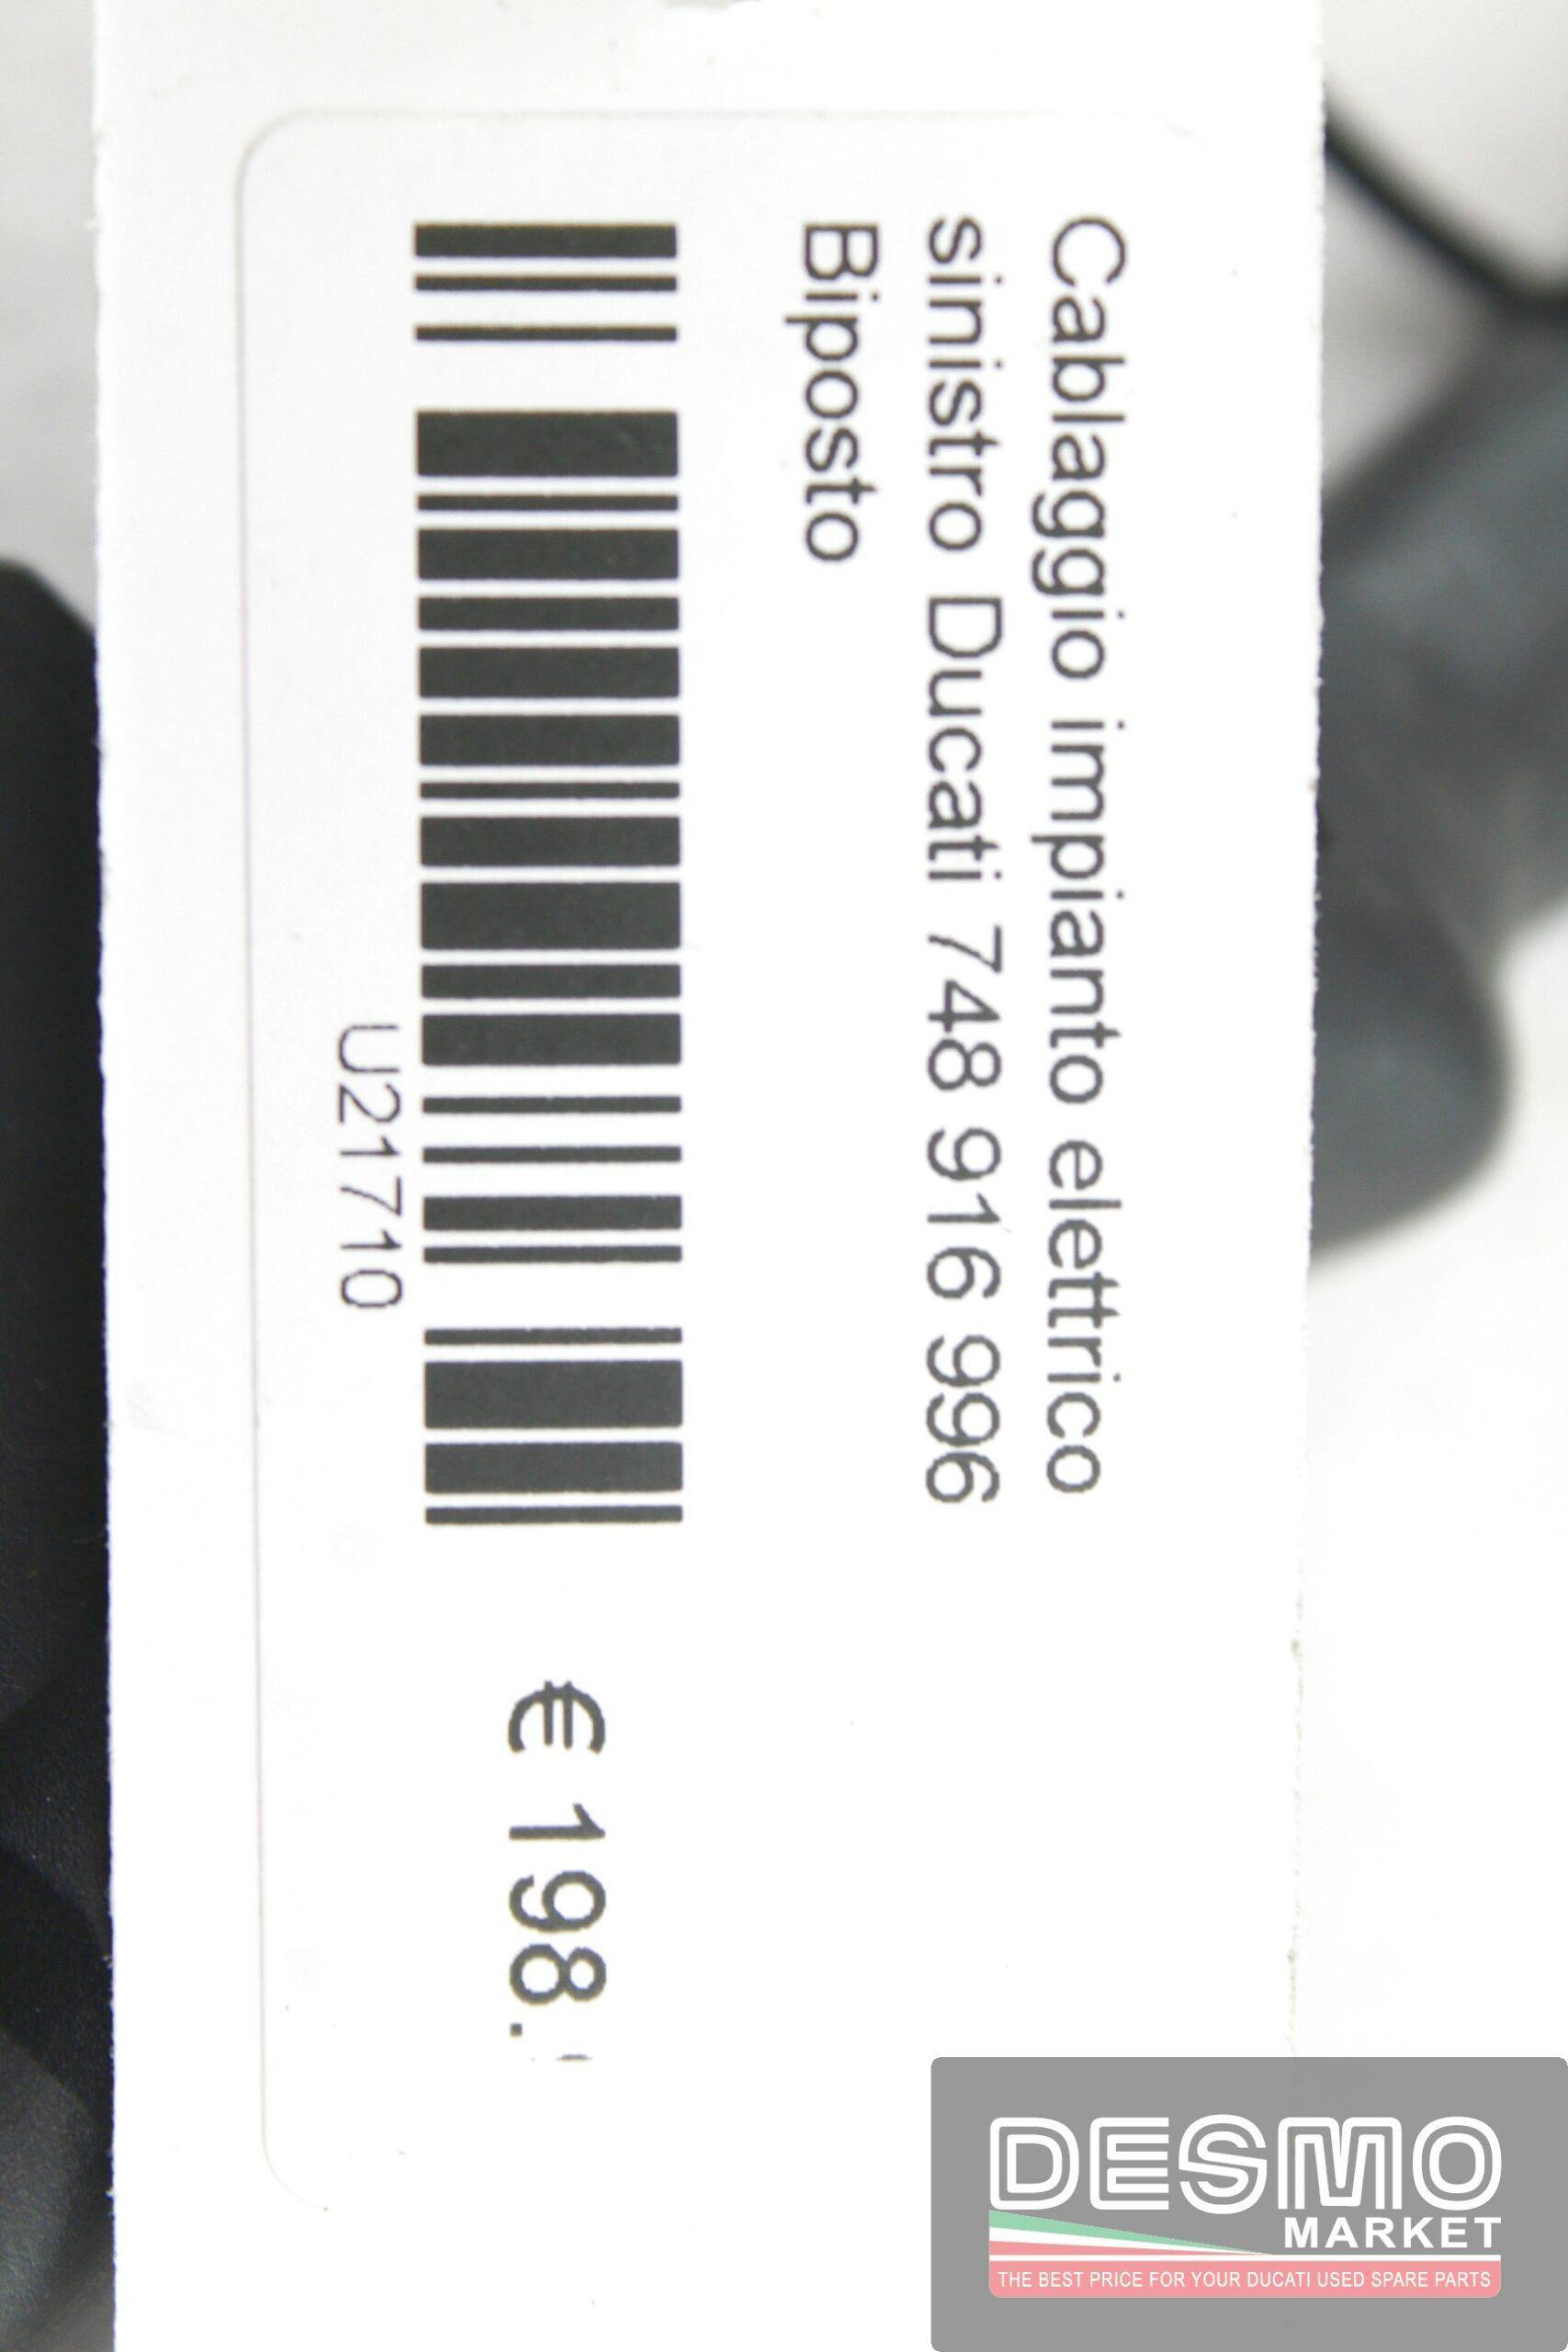 Cablaggio impianto elettrico
sinistro Ducati 748 916 996
Biposto
U21710
€ 198.
DESMO
MARKET
THE BEST PRICE FOR YOUR DUCATI USED SPARE PARTS